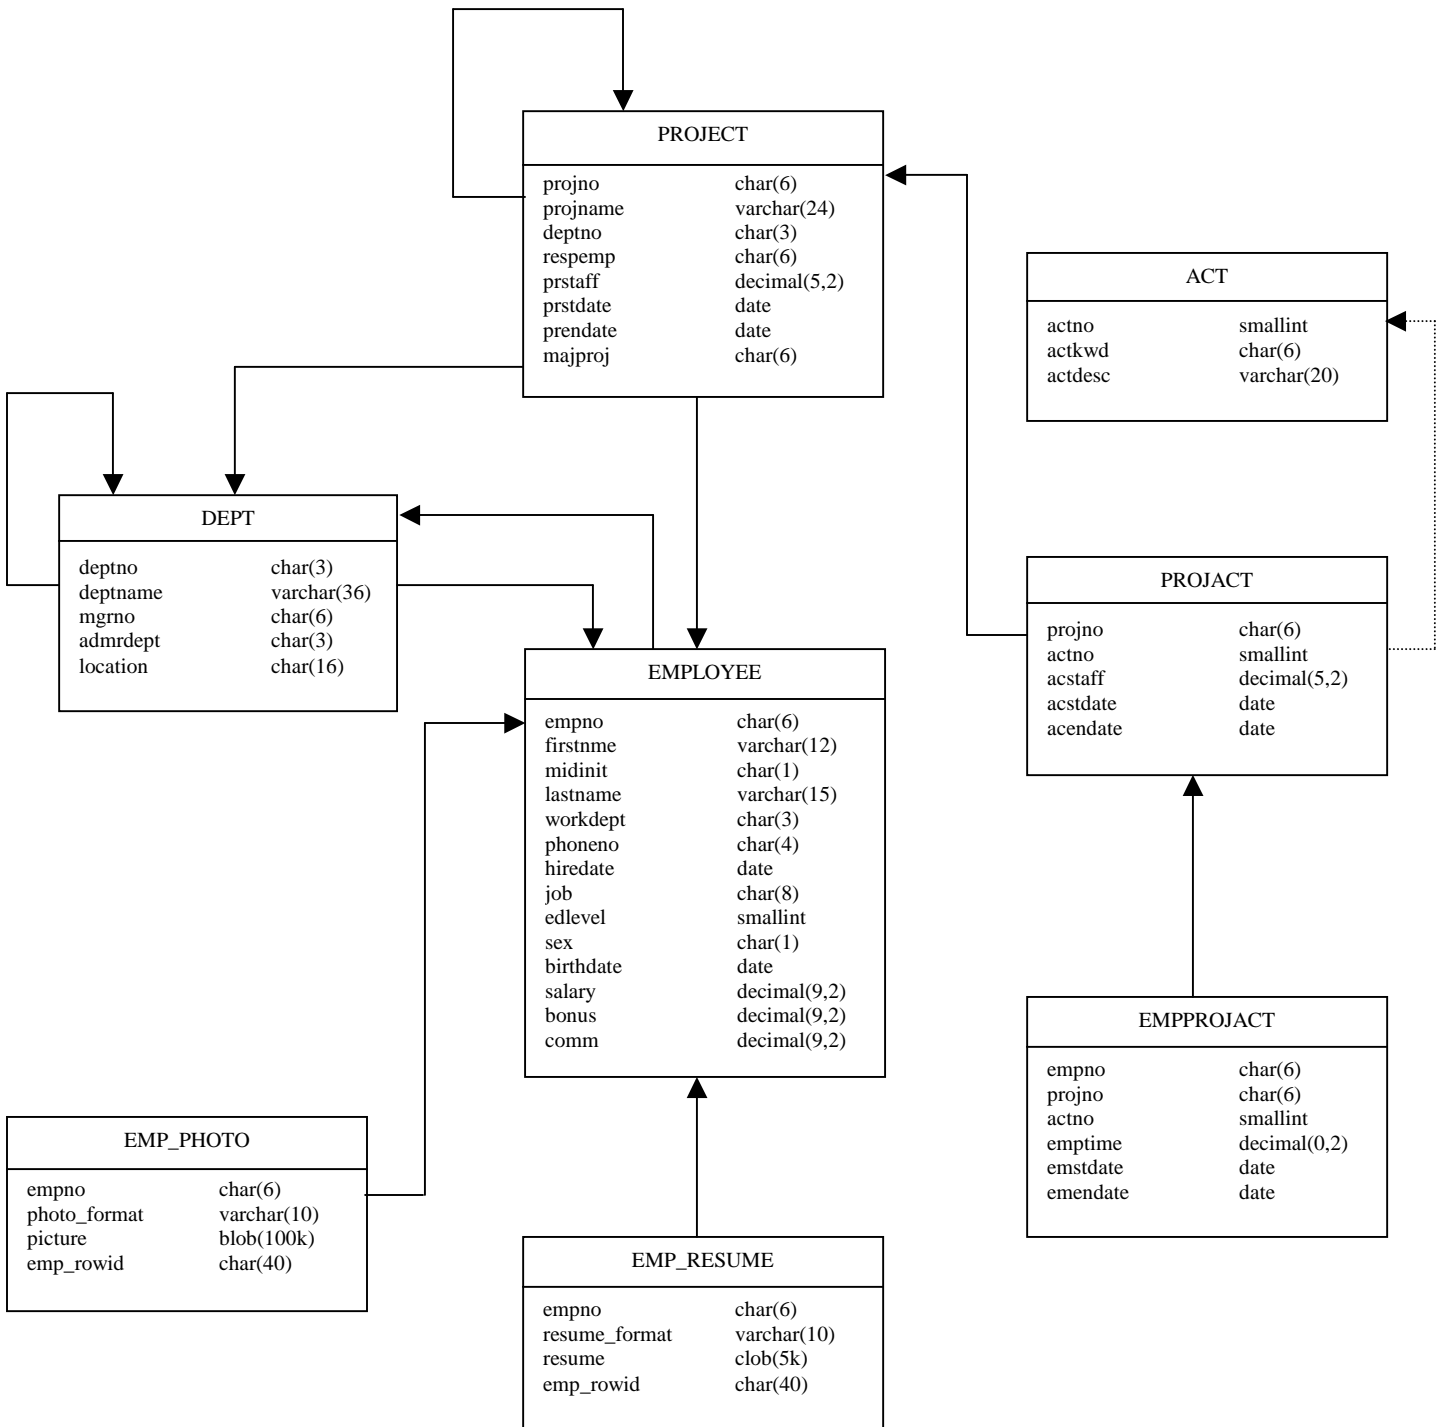 PROJECT
projno char(6)
projname varchar(24)
deptno char(3)
respemp char(6)
prstaff decimal(5,2)
prstdate date
prendate date
majproj char(6)
ACT
actno smallint
actkwd char(6)
actdesc varchar(20)
DEPT
deptno char(3)
deptname varchar(36)
mgrno char(6)
admrdept char(3)
location char(16)
PROJACT
projno char(6)
actno smallint
acstaff decimal(5,2)
acstdate date
acendate date
EMPLOYEE
empno char(6)
firstnme varchar(12)
midinit char(1)
lastname varchar(15)
workdept char(3)
phoneno char(4)
hiredate date
job char(8)
edlevel smallint
sex char(1)
birthdate date
salary decimal(9,2)
bonus decimal(9,2)
comm decimal(9,2)
EMPPROJACT
empno char(6)
projno char(6)
actno smallint
emptime decimal(0,2)
emstdate date
emendate date
EMP_PHOTO
empno char(6)
photo_format varchar(10)
picture blob(100k)
emp_rowid char(40)
EMP_RESUME
empno char(6)
resume_format varchar(10)
resume clob(5k)
emp_rowid char(40)